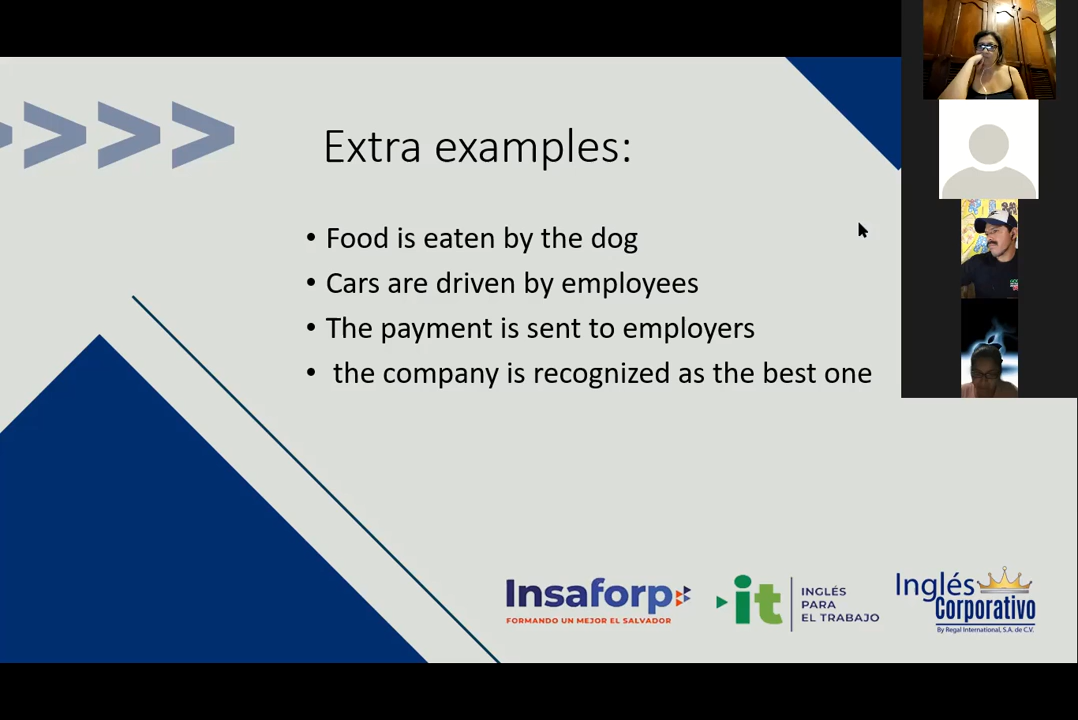 Extra examples:
• Food is eaten by the dog
• Cars are driven by employees
• The payment is sent to employers
• the company is recognized as the best one
Insaforp
FORMANDO UN MEJOR EL SALVADOR
it
INGLÉS
PARA
EL TRABAJO
Inglés
Corporativo
By Regal International, S.A. de C.V.